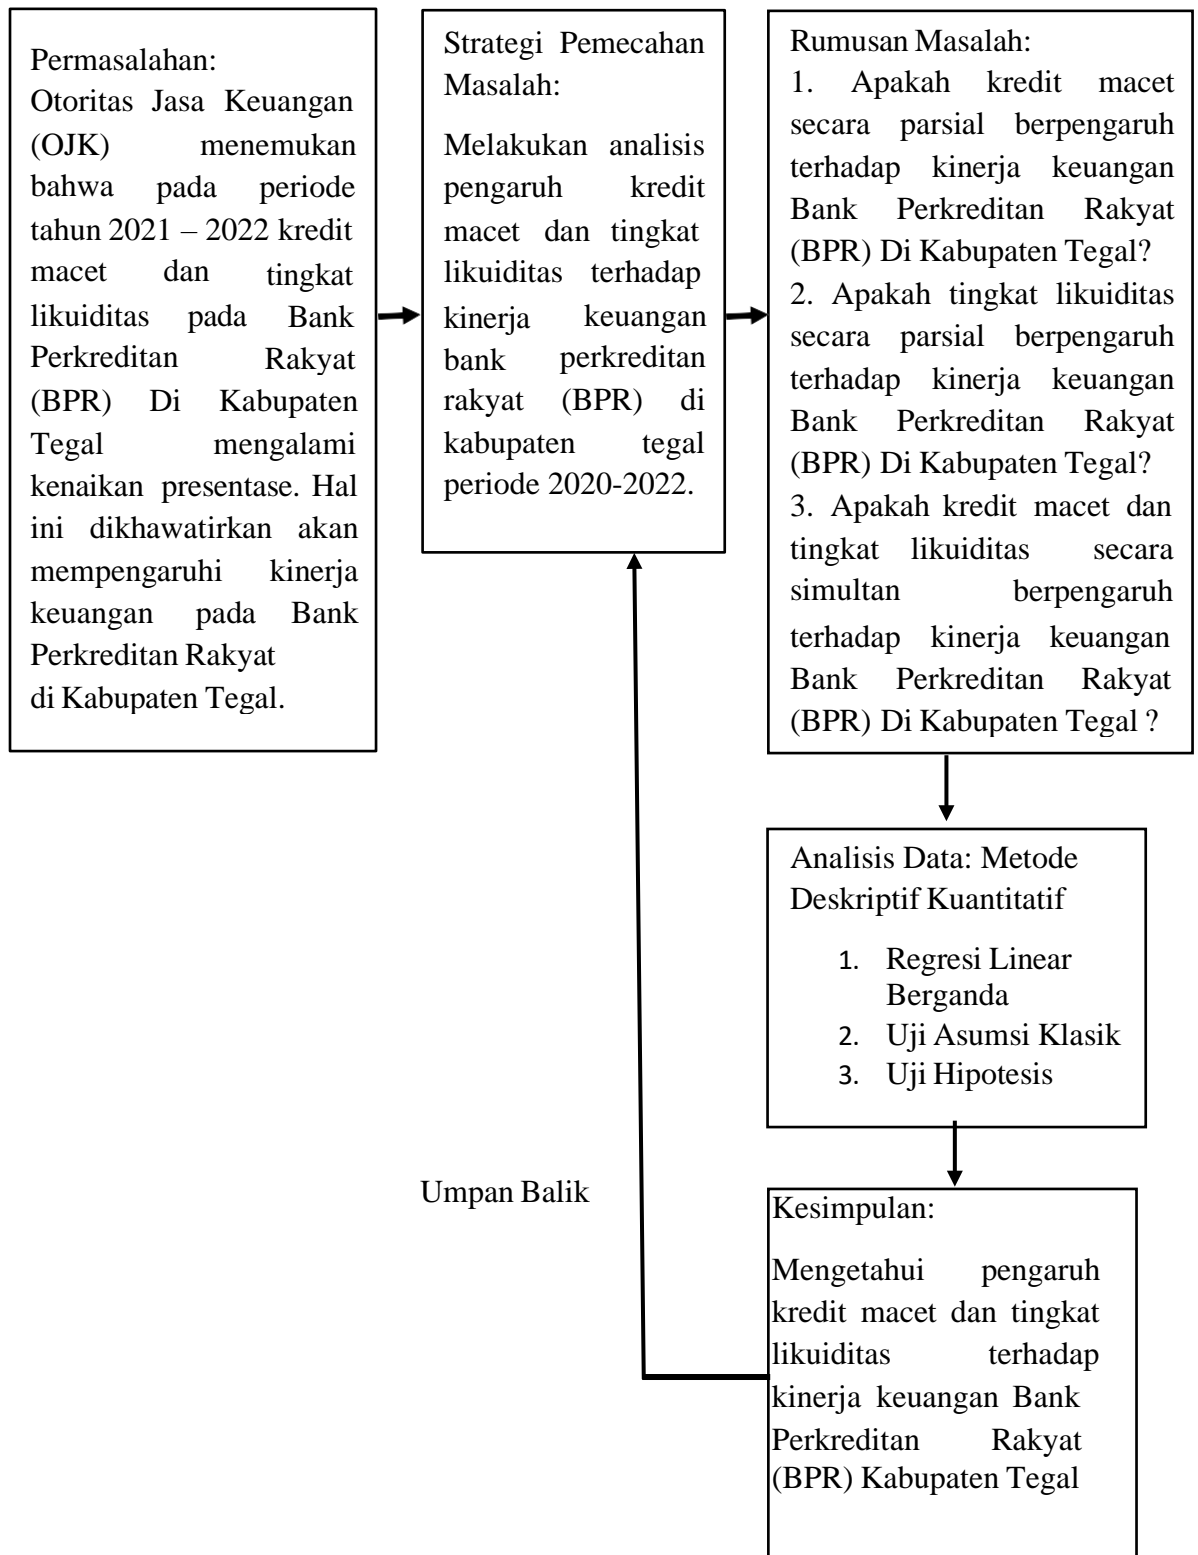 Permasalahan:
Otoritas Jasa Keuangan
(OJK) menemukan
bahwa pada periode
tahun 2021 – 2022 kredit
macet dan tingkat
likuiditas pada Bank
Perkreditan Rakyat
(BPR) Di Kabupaten
Tegal mengalami
kenaikan presentase. Hal
ini dikhawatirkan akan
mempengaruhi kinerja
keuangan pada Bank
Perkreditan Rakyat
di Kabupaten Tegal.
Strategi Pemecahan
Masalah:
Melakukan analisis
pengaruh kredit
macet dan tingkat
likuiditas terhadap
kinerja keuangan
bank perkreditan
rakyat (BPR) di
kabupaten tegal
periode 2020-2022.
Rumusan Masalah:
1. Apakah kredit macet
secara parsial berpengaruh
terhadap kinerja keuangan
Bank Perkreditan Rakyat
(BPR) Di Kabupaten Tegal?
2. Apakah tingkat likuiditas
secara parsial berpengaruh
terhadap kinerja keuangan
Bank Perkreditan Rakyat
(BPR) Di Kabupaten Tegal?
3. Apakah kredit macet dan
tingkat likuiditas secara
simultan berpengaruh
terhadap kinerja keuangan
Bank Perkreditan Rakyat
(BPR) Di Kabupaten Tegal ?
Analisis Data: Metode
Deskriptif Kuantitatif
1. Regresi Linear
Berganda
2. Uji Asumsi Klasik
3. Uji Hipotesis
Umpan Balik
Kesimpulan:
Mengetahui pengaruh
kredit macet dan tingkat
likuiditas terhadap
kinerja keuangan Bank
Perkreditan Rakyat
(BPR) Kabupaten Tegal